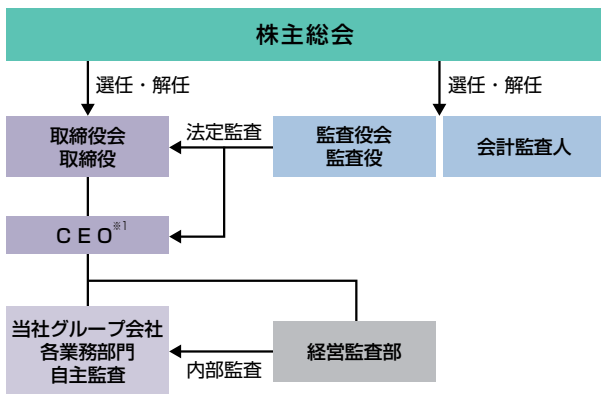 株主総会
選任・解任
選任・解任
取締役会
取締役
法定監査
監査役会
監査役
会計監査人
CEO※1
当社グループ会社
各業務部門
自主監査
内部監査
経営監査部